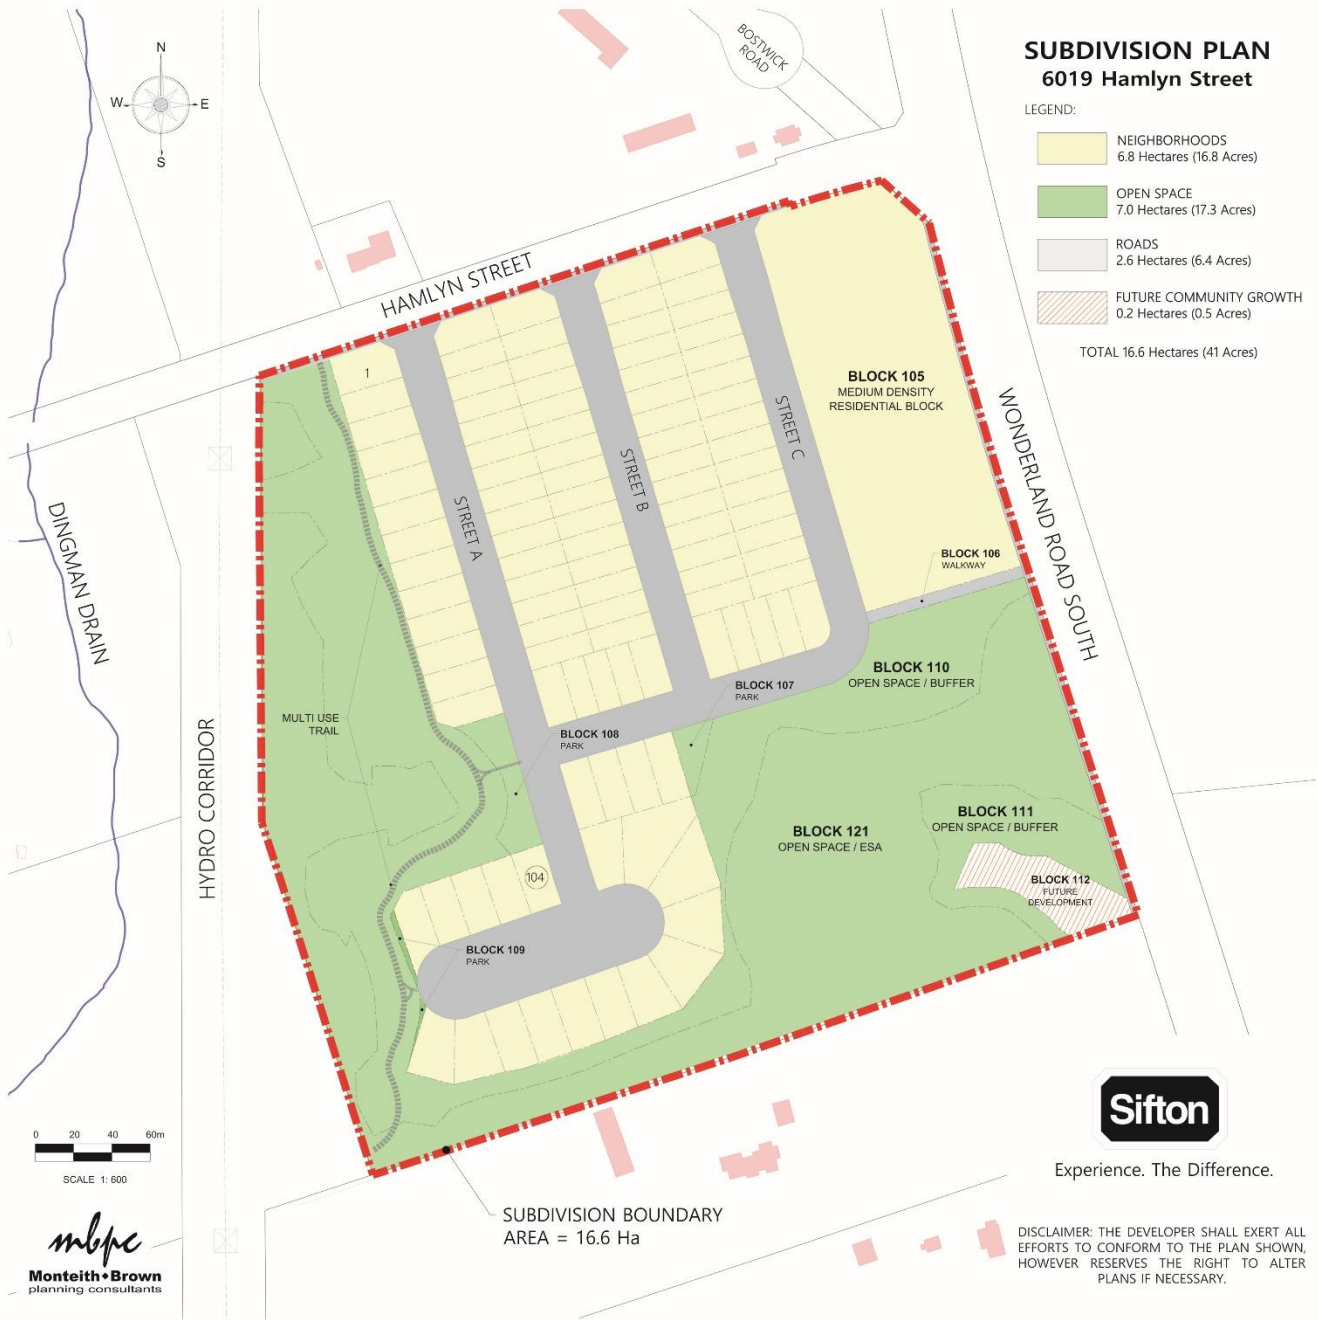 SUBDIVISION PLAN
6019 Hamlyn Street
LEGEND:
NEIGHBORHOODS
6.8 Hectares (16.8 Acres)
OPEN SPACE
7.0 Hectares (17.3 Acres)
ROADS
2.6 Hectares (6.4 Acres)
FUTURE COMMUNITY GROWTH
0.2 Hectares (0.5 Acres)
TOTAL 16.6 Hectares (41 Acres)
N
W
E
S
BOSTWICK
ROAD
HAMLYN STREET
1
BLOCK 105
MEDIUM DENSITY
RESIDENTIAL BLOCK
STREET A
STREET B
STREET C
WONDERLAND ROAD SOUTH
DINGMAN DRAIN
HYDRO CORRIDOR
BLOCK 106
WALKWAY
BLOCK 110
OPEN SPACE / BUFFER
BLOCK 107
PARK
MULTI USE
TRAIL
BLOCK 108
PARK
BLOCK 121
OPEN SPACE / ESA
BLOCK 111
OPEN SPACE / BUFFER
BLOCK 112
FUTURE
DEVELOPMENT
104
BLOCK 109
PARK
0 20 40 60m
SCALE 1: 600
mbpc
Monteith•Brown
planning consultants
SUBDIVISION BOUNDARY
AREA = 16.6 Ha
Sifton
Experience. The Difference.
DISCLAIMER: THE DEVELOPER SHALL EXERT ALL
EFFORTS TO CONFORM TO THE PLAN SHOWN,
HOWEVER RESERVES THE RIGHT TO ALTER
PLANS IF NECESSARY.